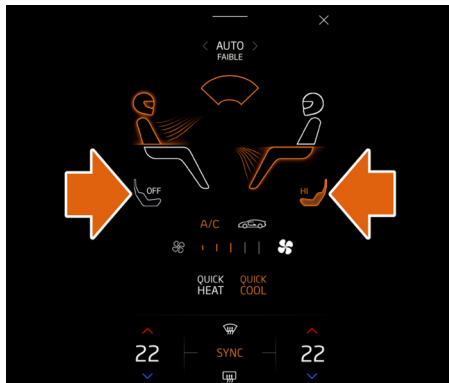 AUTO
FAIBLE
OFF
HI
A/C
QUICK
HEAT
QUICK
COOL
22
SYNC
22